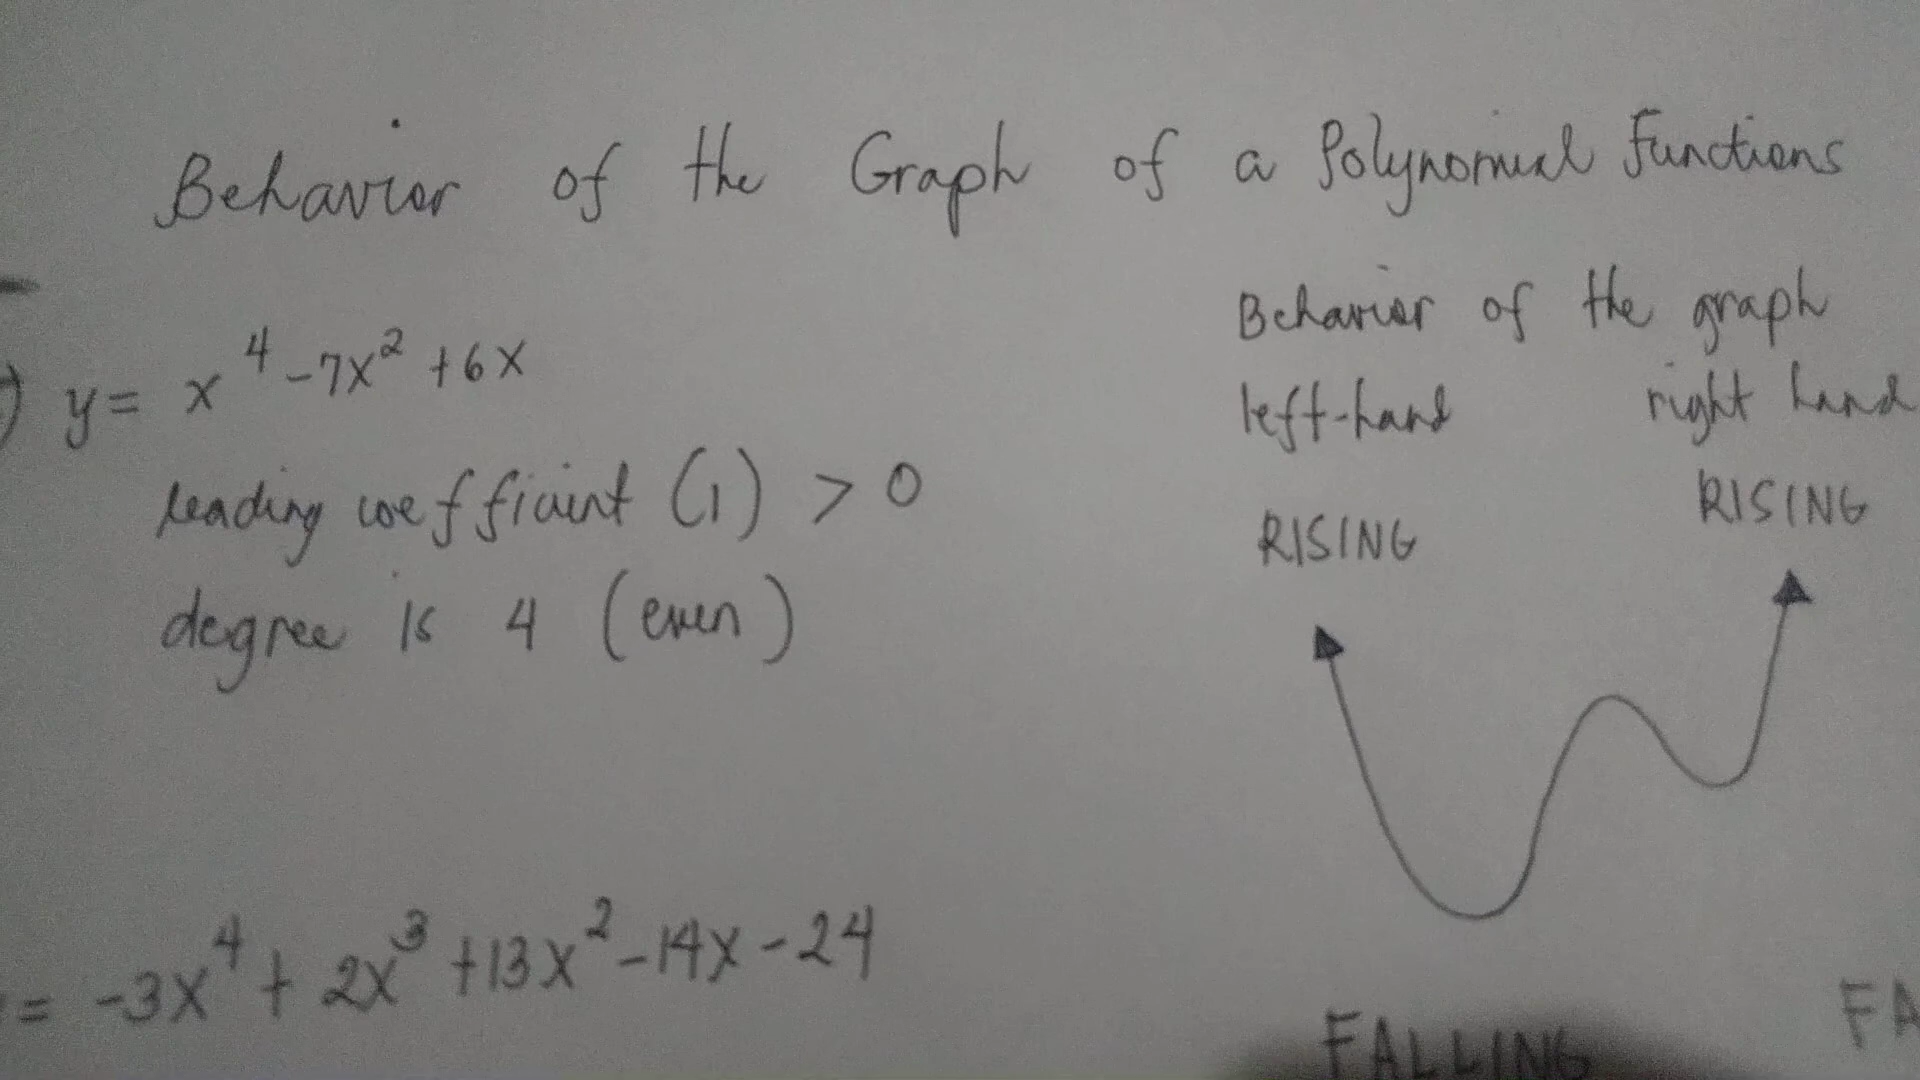 Behavior of the Graph of a Polynomial Functions
y = x⁴ - 7x² + 6x
leading coefficient (1) > 0
degree is 4 (even)
Behavior of the graph
left-hand right hand
RISING RISING
= -3x⁴ + 2x³ + 13x² - 14x - 24
FALLING FA